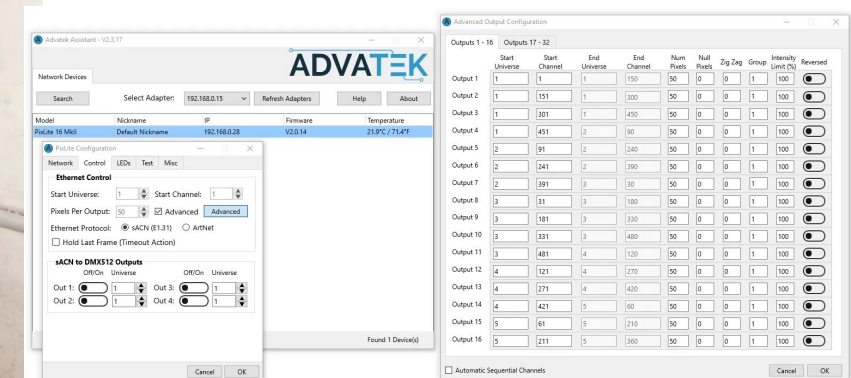 Advatek Assistant - V2.3.17
ADVATEK
Network Devices
Search Select Adapter: 192.168.0.15 Refresh Adapters Help About
Model Nickname IP Firmware Temperature
PixLite 16 MkII Default Nickname 192.168.0.28 V2.0.14 21.9°C / 71.4°F
PixLite Configuration
Network Control LEDs Test Misc
Ethernet Control
Start Universe: 1 Start Channel: 1
Pixels Per Output: 50 Advanced Advanced
Ethernet Protocol: sACN (E1.31) ArtNet
Hold Last Frame (Timeout Action)
sACN to DMX512 Outputs
Off/On Universe Off/On Universe
Out 1: 1 Out 3: 1
Out 2: 1 Out 4: 1
Cancel OK
Found 1 Device(s)
Advanced Output Configuration
Outputs 1 - 16 Outputs 17 - 32
Start Universe Start Channel End Universe End Channel Num Pixels Null Pixels Zig Zag Group Intensity Limit (%) Reversed
Output 1 1 1 1 150 50 0 0 1 100
Output 2 1 151 1 300 50 0 0 1 100
Output 3 1 301 1 450 50 0 0 1 100
Output 4 1 451 2 90 50 0 0 1 100
Output 5 2 91 2 240 50 0 0 1 100
Output 6 2 241 2 390 50 0 0 1 100
Output 7 2 391 3 30 50 0 0 1 100
Output 8 3 31 3 180 50 0 0 1 100
Output 9 3 181 3 330 50 0 0 1 100
Output 10 3 331 3 480 50 0 0 1 100
Output 11 3 481 4 120 50 0 0 1 100
Output 12 4 121 4 270 50 0 0 1 100
Output 13 4 271 4 420 50 0 0 1 100
Output 14 4 421 5 60 50 0 0 1 100
Output 15 5 61 5 210 50 0 0 1 100
Output 16 5 211 5 360 50 0 0 1 100
Automatic Sequential Channels Cancel OK